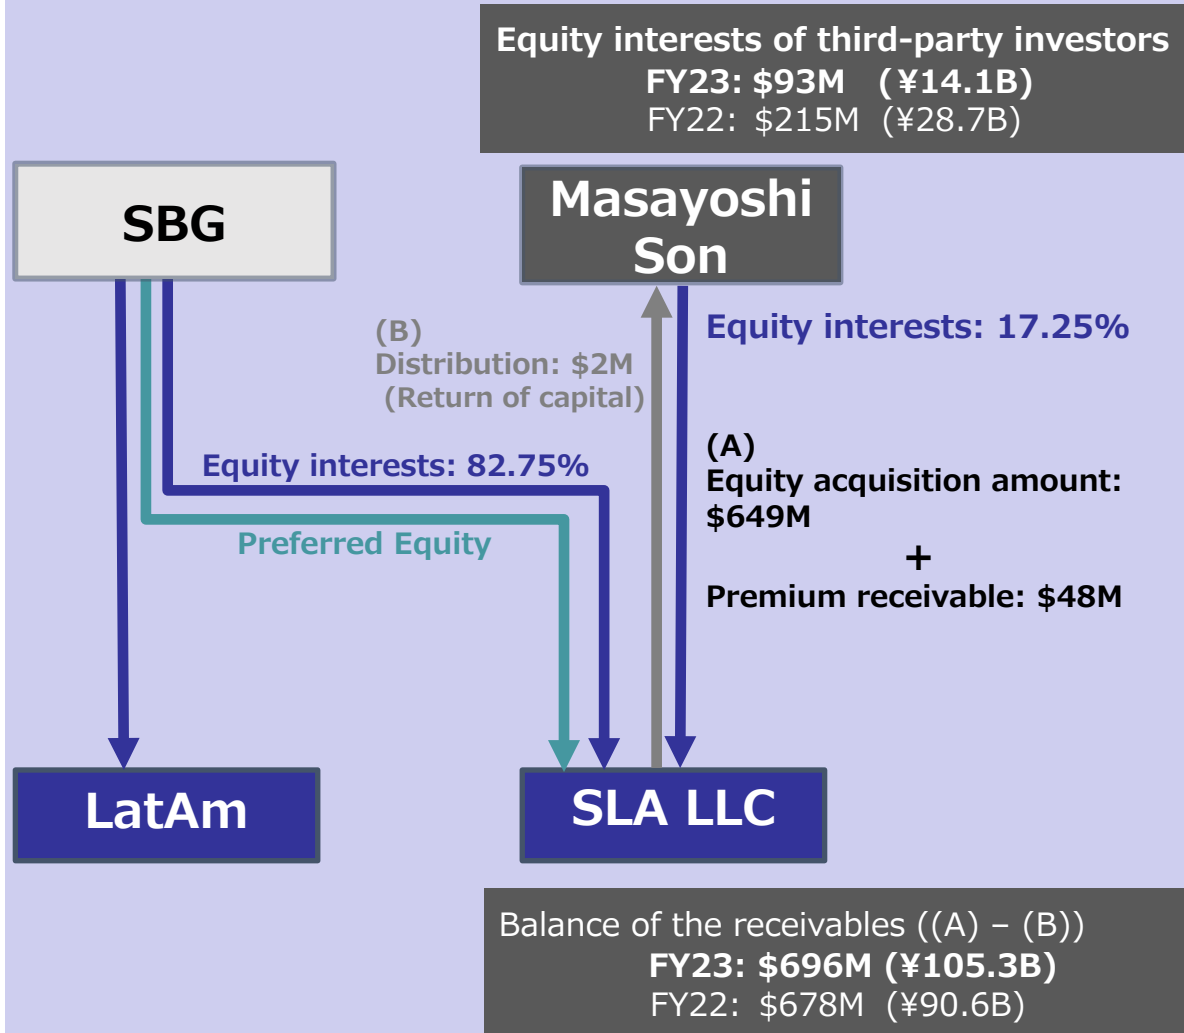 Equity interests of third-party investors
FY23: $93M (¥14.1B)
FY22: $215M (¥28.7B)
SBG
Masayoshi
Son
(B)
Distribution: $2M
(Return of capital)
Equity interests: 17.25%
Equity interests: 82.75%
Preferred Equity
(A)
Equity acquisition amount:
$649M
+
Premium receivable: $48M
LatAm
SLA LLC
Balance of the receivables ((A) – (B))
FY23: $696M (¥105.3B)
FY22: $678M (¥90.6B)